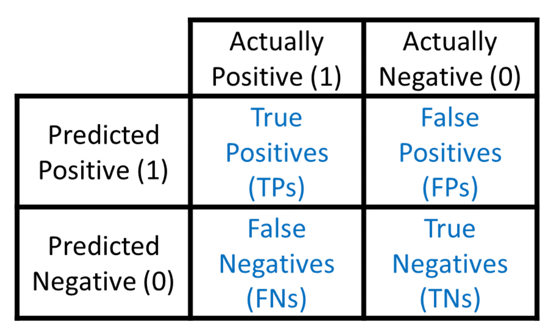 Actually
Positive (1)
Actually
Negative (0)
Predicted
Positive (1)
True
Positives
(TPs)
False
Positives
(FPs)
Predicted
Negative (0)
False
Negatives
(FNs)
True
Negatives
(TNs)